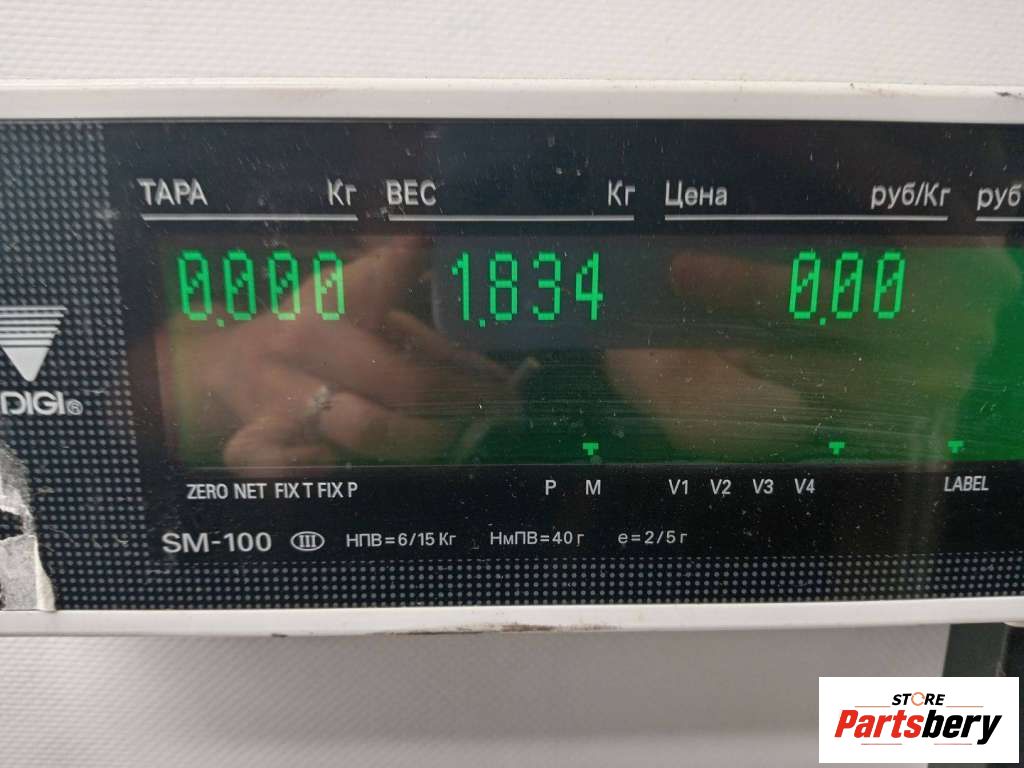 ТАРА Кг ВЕС Кг Цена руб/Кг руб
0.000 1.834 0.00
DIGI®
ZERO NET FIX T FIX P P M V1 V2 V3 V4 LABEL
SM-100 III НПВ=6/15 Кг НмПВ=40 г e=2/5 г
STORE
Partsbery